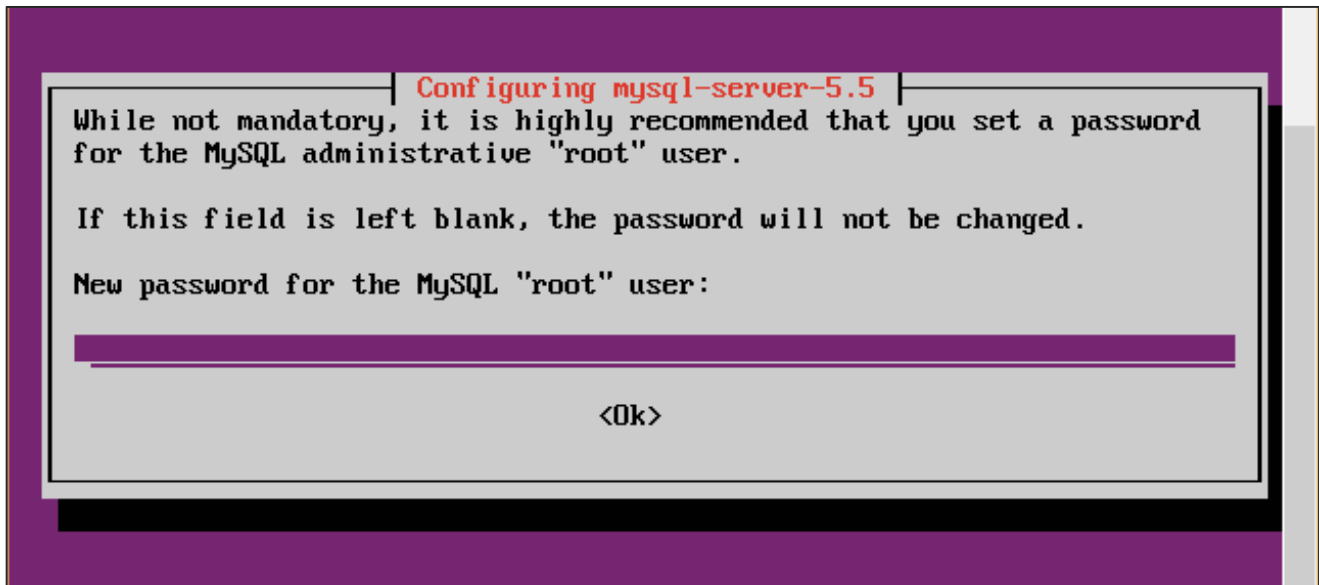 Configuring mysql-server-5.5
While not mandatory, it is highly recommended that you set a password
for the MySQL administrative "root" user.
If this field is left blank, the password will not be changed.
New password for the MySQL "root" user:
<Ok>